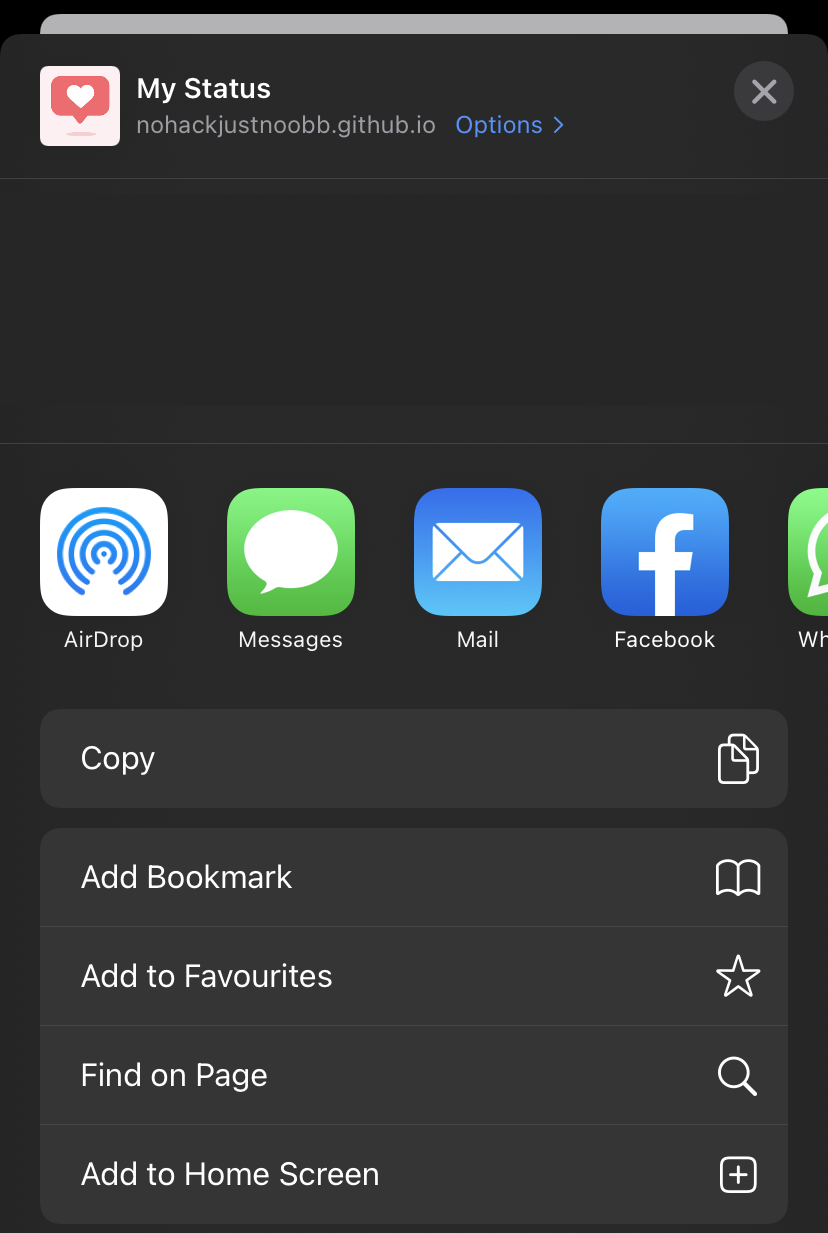 My Status
nohackjustnoobb.github.io Options
AirDrop Messages Mail Facebook Wh
Copy
Add Bookmark
Add to Favourites
Find on Page
Add to Home Screen